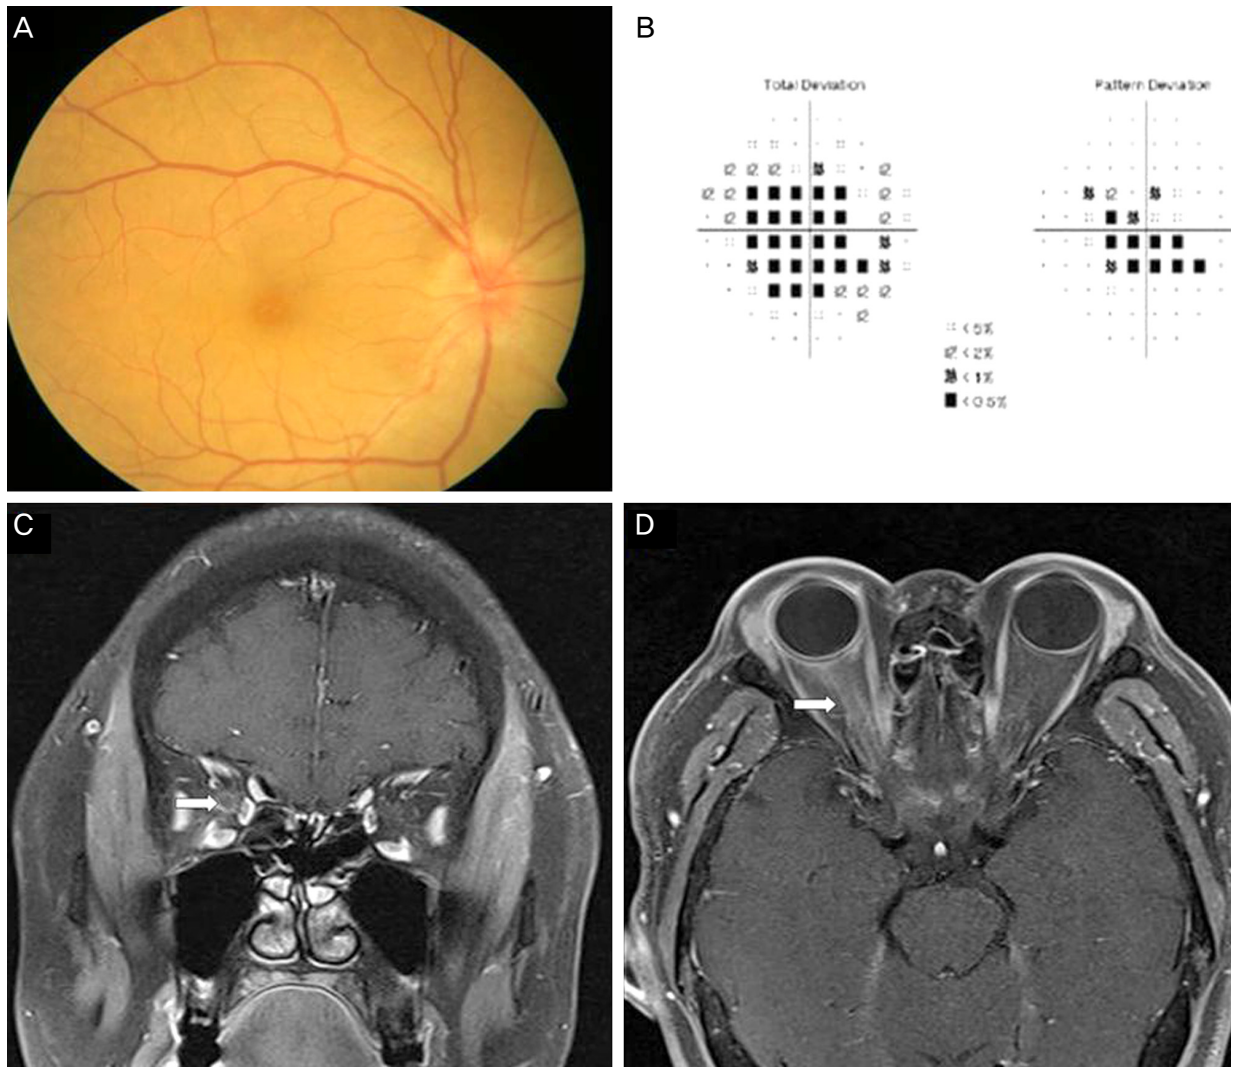 A
B
Total Deviation
Pattern Deviation
< 5%
< 2%
< 1%
< 0.5%
C
D